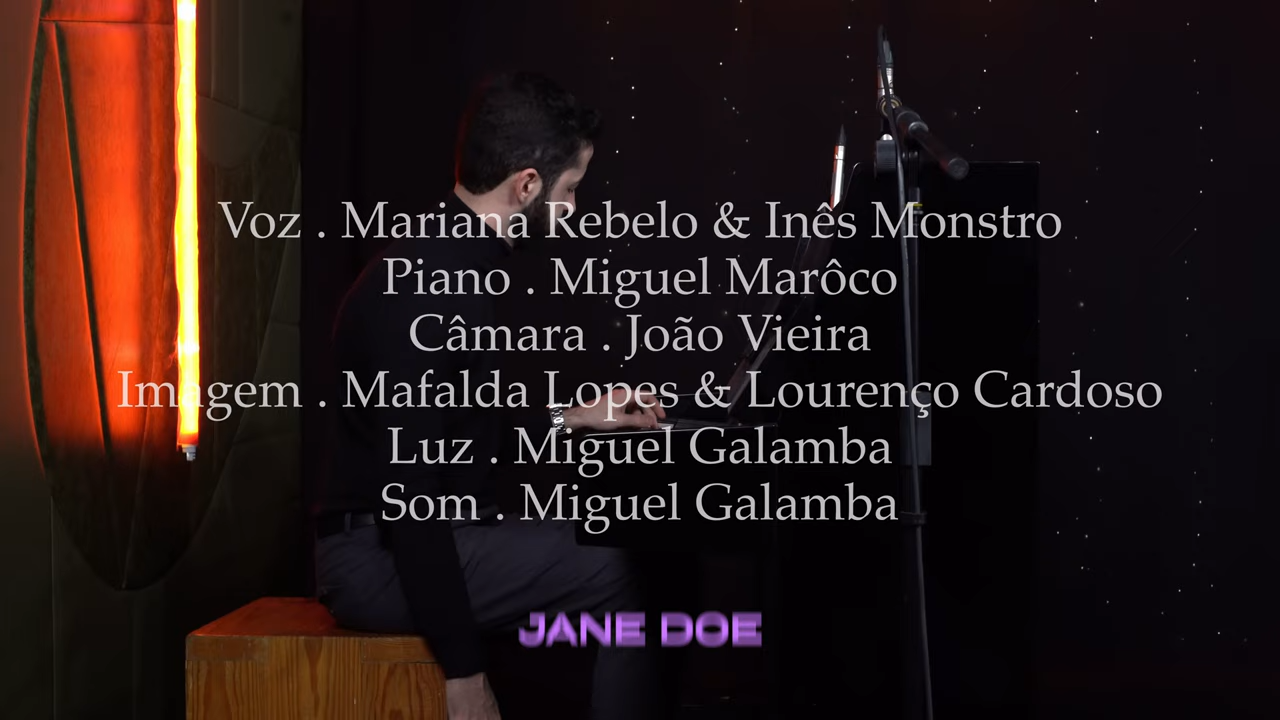 Voz . Mariana Rebelo & Inês Monstro
Piano . Miguel Marôco
Câmara . João Vieira
Imagem . Mafalda Lopes & Lourenço Cardoso
Luz . Miguel Galamba
Som . Miguel Galamba
JANE DOE